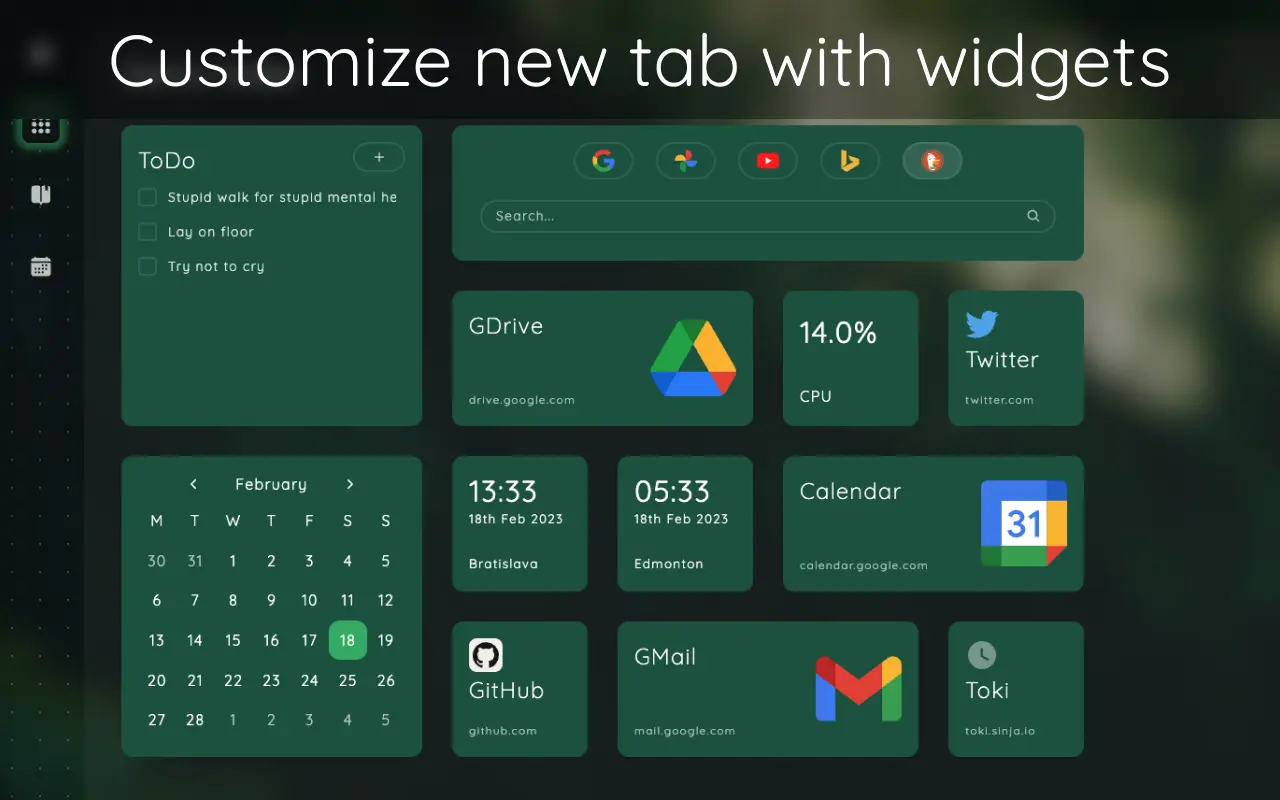 Customize new tab with widgets
ToDo
+
Stupid walk for stupid mental he
Lay on floor
Try not to cry
Search...
GDrive
drive.google.com
14.0%
CPU
Twitter
twitter.com
February
M T W T F S S
30 31 1 2 3 4 5
6 7 8 9 10 11 12
13 14 15 16 17 18 19
20 21 22 23 24 25 26
27 28 1 2 3 4 5
13:33
18th Feb 2023
Bratislava
05:33
18th Feb 2023
Edmonton
Calendar
31
calendar.google.com
GitHub
github.com
GMail
mail.google.com
Toki
toki.sinja.io